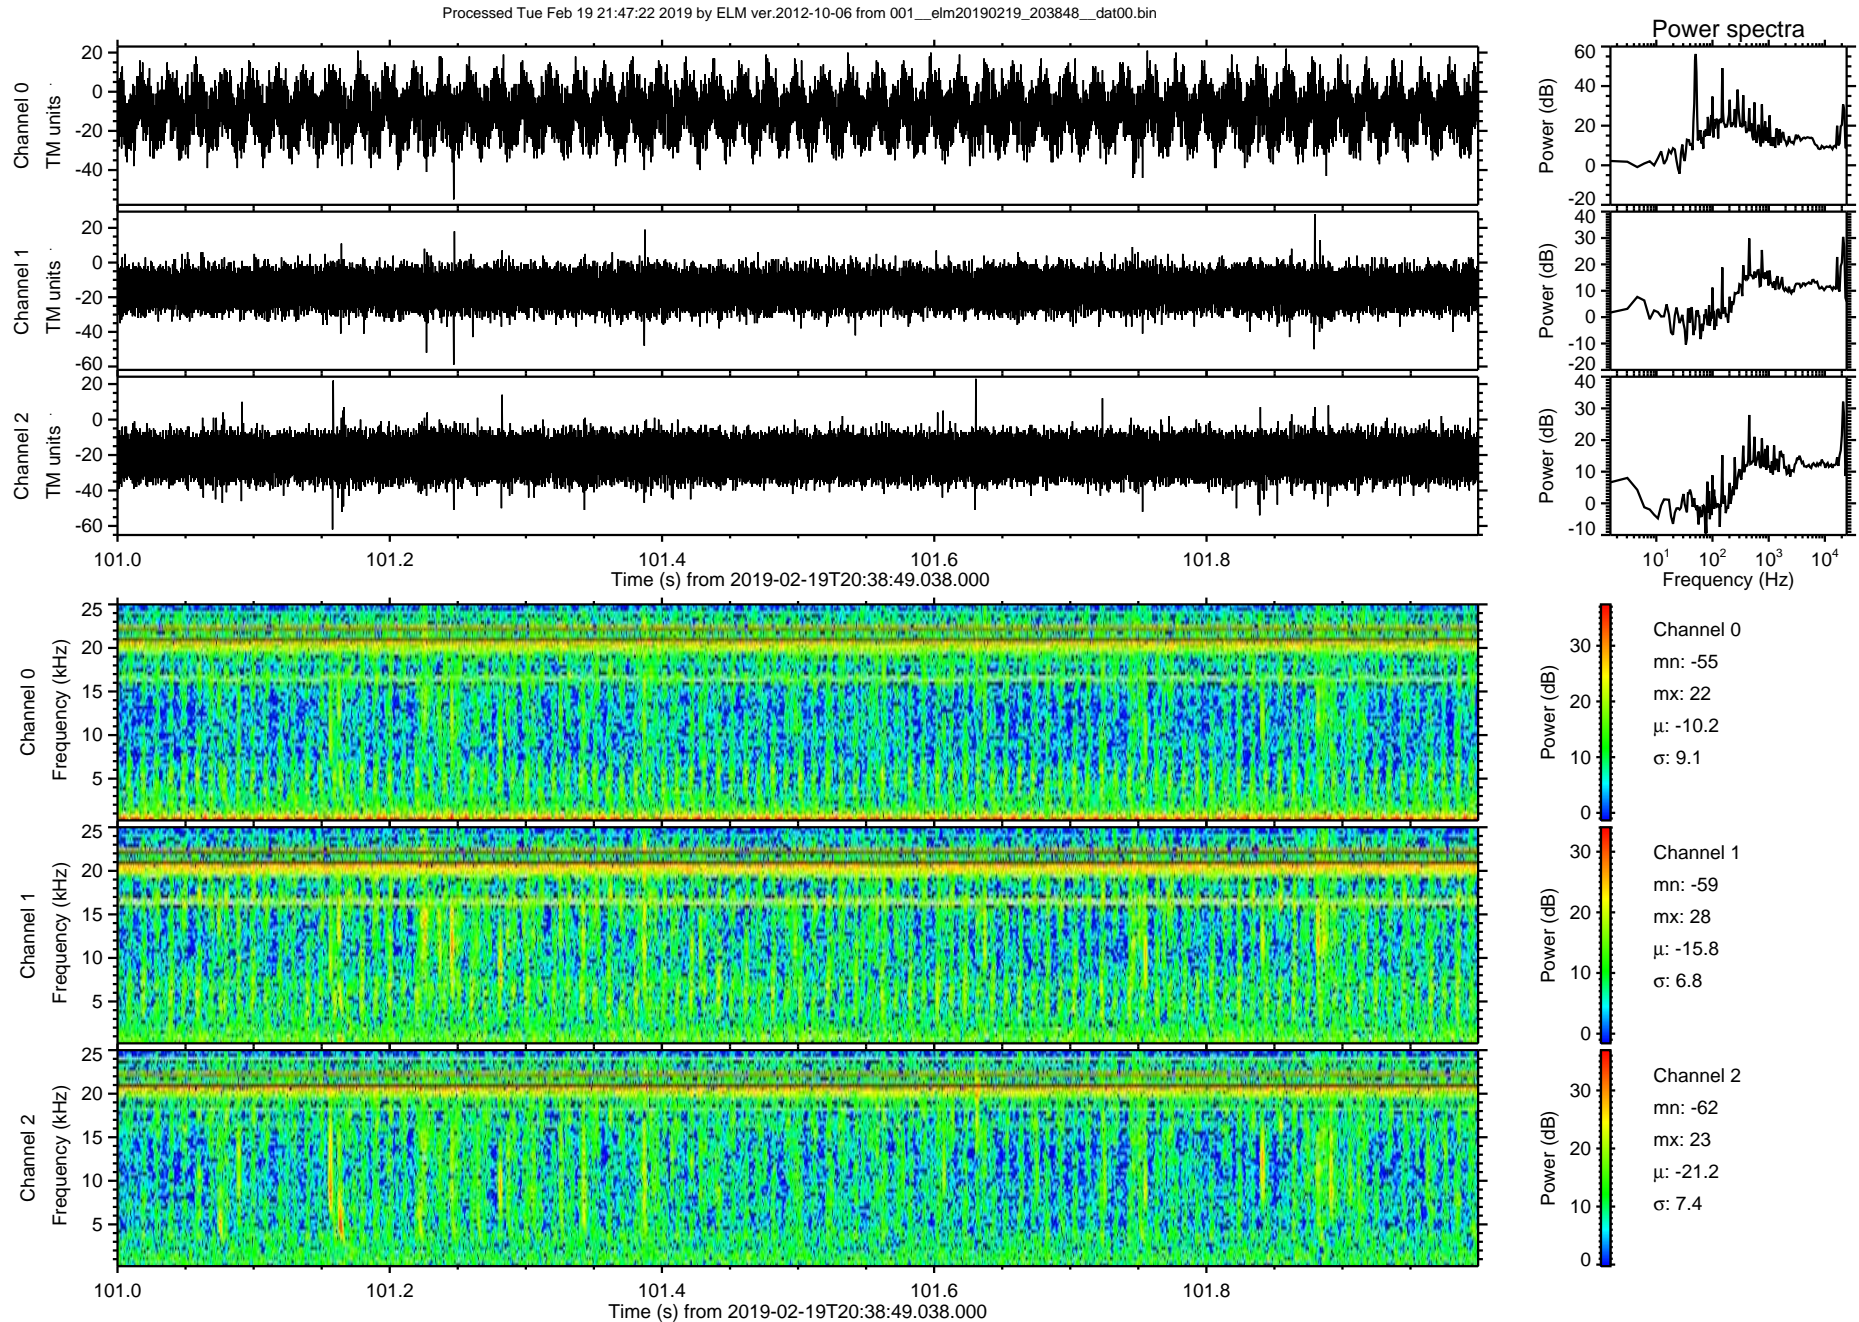 Processed Tue Feb 19 21:47:22 2019 by ELM ver.2012-10-06 from 001__elm20190219_203848__dat00.bin
Power spectra
Channel 0
TM units
20
0
-20
-40
Power (dB)
60
40
20
0
-20
Channel 1
TM units
20
0
-20
-40
-60
Power (dB)
40
30
20
10
0
-10
-20
Channel 2
TM units
20
0
-20
-40
-60
Power (dB)
40
30
20
10
0
-10
101.0 101.2 101.4 101.6 101.8
Time (s) from 2019-02-19T20:38:49.038.000
10¹ 10² 10³ 10⁴
Frequency (Hz)
Channel 0
Frequency (kHz)
25
20
15
10
5
Power (dB)
30
20
10
0
Channel 0
mn: -55
mx: 22
μ: -10.2
σ: 9.1
Channel 1
Frequency (kHz)
25
20
15
10
5
Power (dB)
30
20
10
0
Channel 1
mn: -59
mx: 28
μ: -15.8
σ: 6.8
Channel 2
Frequency (kHz)
25
20
15
10
5
Power (dB)
30
20
10
0
Channel 2
mn: -62
mx: 23
μ: -21.2
σ: 7.4
101.0 101.2 101.4 101.6 101.8
Time (s) from 2019-02-19T20:38:49.038.000